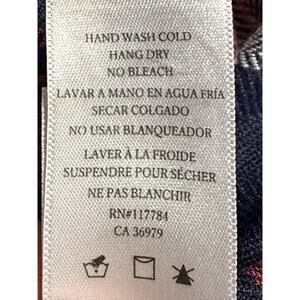 HAND WASH COLD
HANG DRY
NO BLEACH
LAVAR A MANO EN AGUA FRÍA
SECAR COLGADO
NO USAR BLANQUEADOR
LAVER À LA FROIDE
SUSPENDRE POUR SÉCHER
NE PAS BLANCHIR
RN#117784
CA 36979